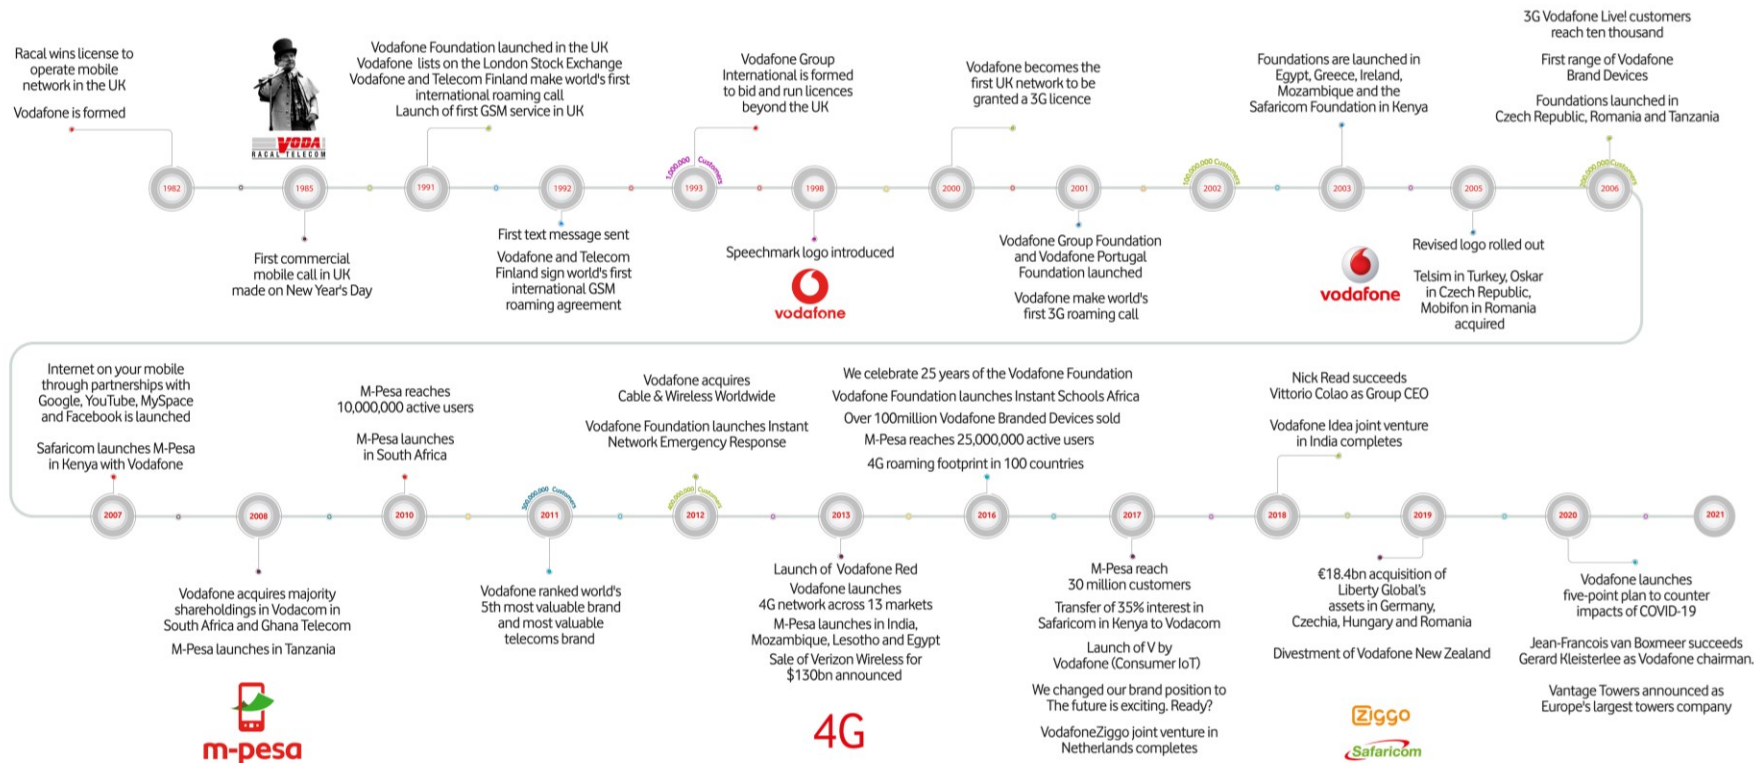 Racal wins license to
operate mobile
network in the UK
Vodafone is formed
1982
VODA
RACAL TELECOM
1985
First commercial
mobile call in UK
made on New Year's Day
Vodafone Foundation launched in the UK
Vodafone lists on the London Stock Exchange
Vodafone and Telecom Finland make world's first
international roaming call
Launch of first GSM service in UK
1991
1992
First text message sent
Vodafone and Telecom
Finland sign world's first
international GSM
roaming agreement
Vodafone Group
International is formed
to bid and run licences
beyond the UK
1,000,000 Customers
1993
1998
Speechmark logo introduced
vodafone
Vodafone becomes the
first UK network to be
granted a 3G licence
2000
2001
Vodafone Group Foundation
and Vodafone Portugal
Foundation launched
Vodafone make world's
first 3G roaming call
100,000,000 Customers
2002
Foundations are launched in
Egypt, Greece, Ireland,
Mozambique and the
Safaricom Foundation in Kenya
2003
vodafone
2005
Revised logo rolled out
Telsim in Turkey, Oskar
in Czech Republic,
Mobifon in Romania
acquired
3G Vodafone Live! customers
reach ten thousand
First range of Vodafone
Brand Devices
Foundations launched in
Czech Republic, Romania and Tanzania
200,000,000 Customers
2006
Internet on your mobile
through partnerships with
Google, YouTube, MySpace
and Facebook is launched
Safaricom launches M-Pesa
in Kenya with Vodafone
2007
2008
Vodafone acquires majority
shareholdings in Vodacom in
South Africa and Ghana Telecom
M-Pesa launches in Tanzania
m-pesa
M-Pesa reaches
10,000,000 active users
M-Pesa launches
in South Africa
2010
300,000,000 Customers
2011
Vodafone ranked world's
5th most valuable brand
and most valuable
telecoms brand
Vodafone acquires
Cable & Wireless Worldwide
Vodafone Foundation launches Instant
Network Emergency Response
400,000,000 Customers
2012
2013
Launch of Vodafone Red
Vodafone launches
4G network across 13 markets
M-Pesa launches in India,
Mozambique, Lesotho and Egypt
Sale of Verizon Wireless for
$130bn announced
4G
We celebrate 25 years of the Vodafone Foundation
Vodafone Foundation launches Instant Schools Africa
Over 100million Vodafone Branded Devices sold
M-Pesa reaches 25,000,000 active users
4G roaming footprint in 100 countries
2016
2017
M-Pesa reach
30 million customers
Transfer of 35% interest in
Safaricom in Kenya to Vodacom
Launch of V by
Vodafone (Consumer IoT)
We changed our brand position to
The future is exciting. Ready?
VodafoneZiggo joint venture in
Netherlands completes
Nick Read succeeds
Vittorio Colao as Group CEO
Vodafone Idea joint venture
in India completes
2018
2019
€18.4bn acquisition of
Liberty Global's
assets in Germany,
Czechia, Hungary and Romania
Divestment of Vodafone New Zealand
Ziggo
Safaricom
2020
Vodafone launches
five-point plan to counter
impacts of COVID-19
Jean-Francois van Boxmeer succeeds
Gerard Kleisterlee as Vodafone chairman.
Vantage Towers announced as
Europe's largest towers company
2021